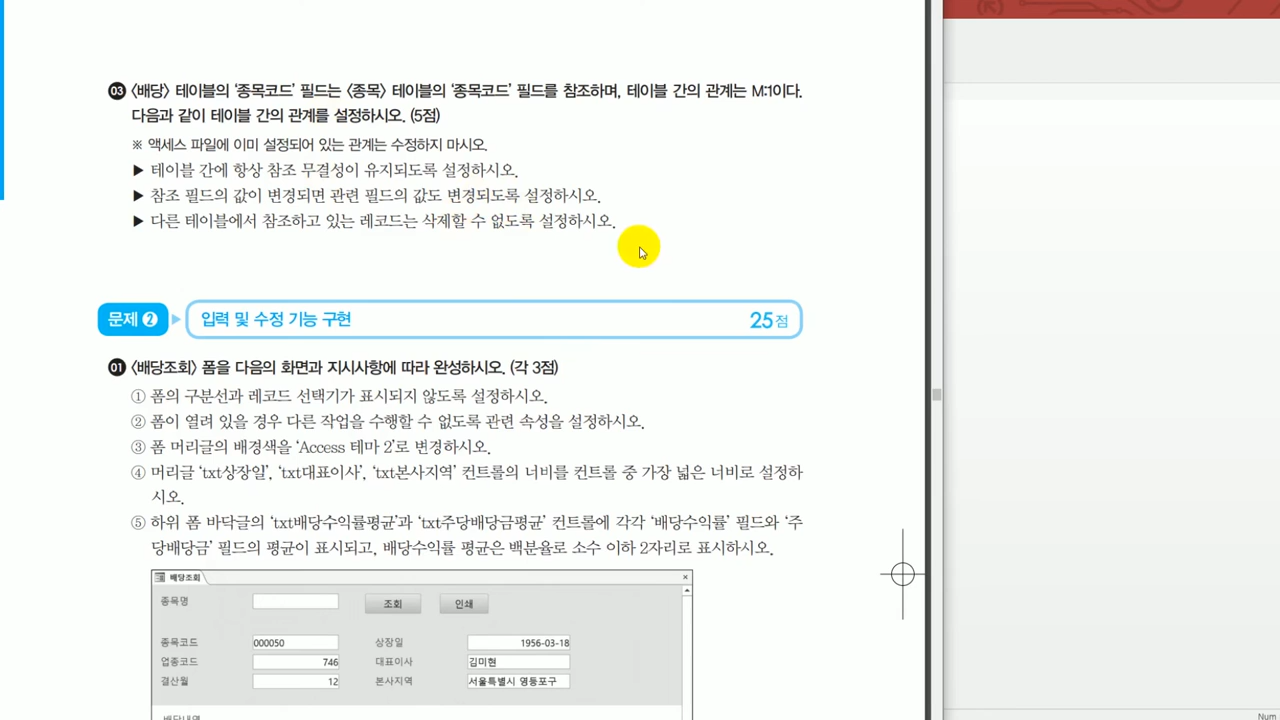 03 〈배당〉 테이블의 ‘종목코드’ 필드는 〈종목〉 테이블의 ‘종목코드’ 필드를 참조하며, 테이블 간의 관계는 M:1이다.
다음과 같이 테이블 간의 관계를 설정하시오. (5점)
※ 액세스 파일에 이미 설정되어 있는 관계는 수정하지 마시오.
▶ 테이블 간에 항상 참조 무결성이 유지되도록 설정하시오.
▶ 참조 필드의 값이 변경되면 관련 필드의 값도 변경되도록 설정하시오.
▶ 다른 테이블에서 참조하고 있는 레코드는 삭제할 수 없도록 설정하시오.
문제 2 입력 및 수정 기능 구현 25점
01 〈배당조회〉 폼을 다음의 화면과 지시사항에 따라 완성하시오. (각 3점)
① 폼의 구분선과 레코드 선택기가 표시되지 않도록 설정하시오.
② 폼이 열려 있을 경우 다른 작업을 수행할 수 없도록 관련 속성을 설정하시오.
③ 폼 머리글의 배경색을 ‘Access 테마 2’로 변경하시오.
④ 머리글 ‘txt상장일’, ‘txt대표이사’, ‘txt본사지역’ 컨트롤의 너비를 컨트롤 중 가장 넓은 너비로 설정하
시오.
⑤ 하위 폼 바닥글의 ‘txt배당수익률평균’과 ‘txt주당배당금평균’ 컨트롤에 각각 ‘배당수익률’ 필드와 ‘주
당배당금’ 필드의 평균이 표시되고, 배당수익률 평균은 백분율로 소수 이하 2자리로 표시하시오.
배당조회 ×
종목명 조회 인쇄
종목코드 000050 상장일 1956-03-18
업종코드 746 대표이사 김미현
결산월 12 본사지역 서울특별시 영등포구
배당내역
Num